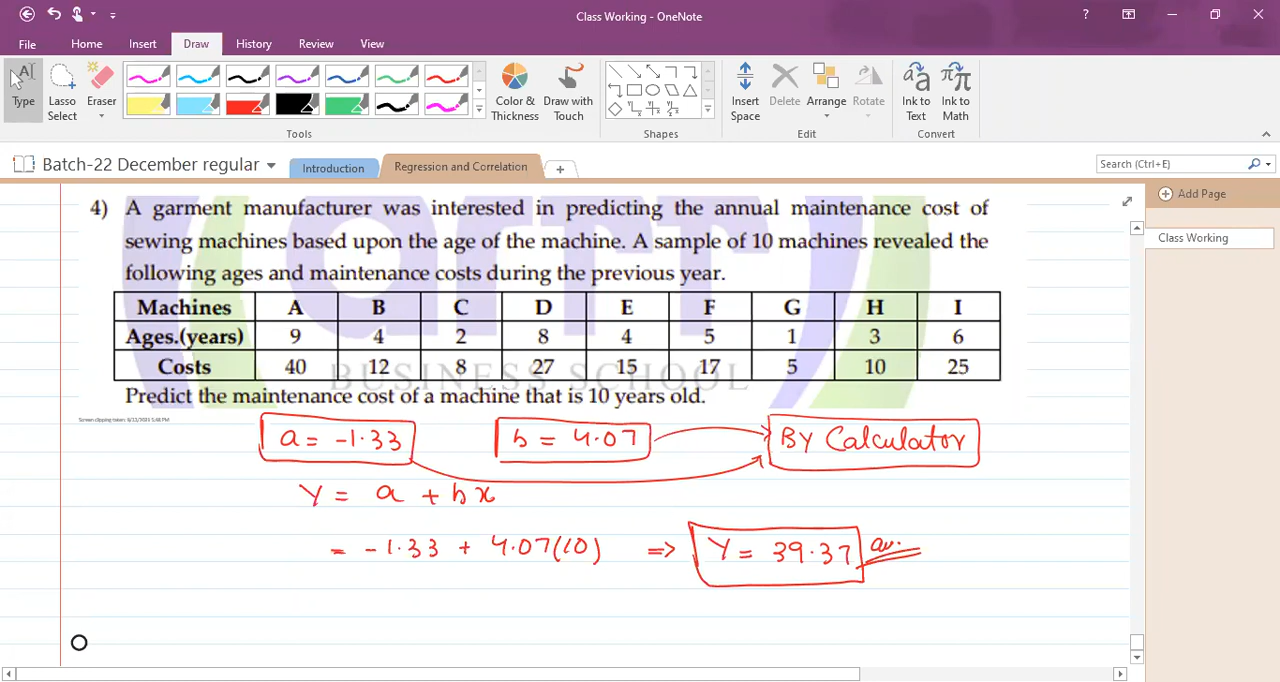 Class Working - OneNote
File Home Insert Draw History Review View
Type Lasso Select Eraser Color & Thickness Draw with Touch Insert Space Delete Arrange Rotate Ink to Text Ink to Math
Tools Shapes Edit Convert
Batch-22 December regular Introduction Regression and Correlation Search (Ctrl+E)
Add Page
Class Working
4) A garment manufacturer was interested in predicting the annual maintenance cost of
sewing machines based upon the age of the machine. A sample of 10 machines revealed the
following ages and maintenance costs during the previous year.
Machines A B C D E F G H I
Ages.(years) 9 4 2 8 4 5 1 3 6
Costs 40 12 8 27 15 17 5 10 25
BUSINESS SCHOOL
Predict the maintenance cost of a machine that is 10 years old.
a = -1.33 b = 4.07 By Calculator
Y = a + bx
= -1.33 + 4.07(10) => Y = 39.37